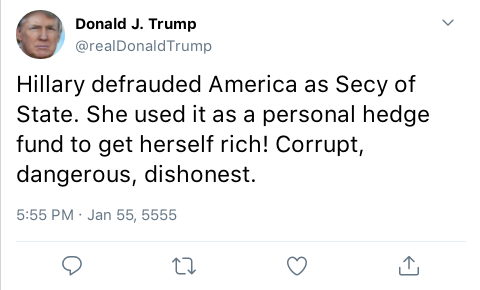 Donald J. Trump
@realDonaldTrump
Hillary defrauded America as Secy of
State. She used it as a personal hedge
fund to get herself rich! Corrupt,
dangerous, dishonest.
5:55 PM · Jan 55, 5555